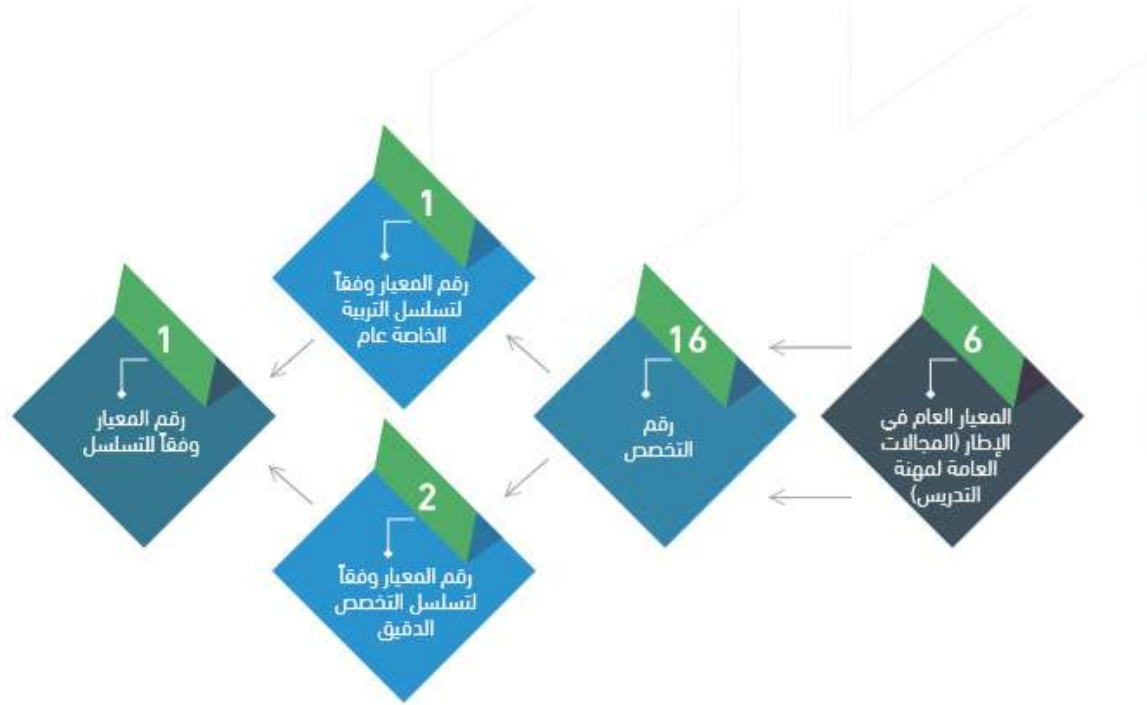 6
المعيار العام في
الإطار (المجالات
العامة لمهنة
التدريس)
16
رقم
التخصص
1
رقم المعيار وفقاً
لتسلسل التربية
الخاصة عام
2
رقم المعيار وفقاً
لتسلسل التخصص
الدقيق
1
رقم المعيار
وفقاً للتسلسل